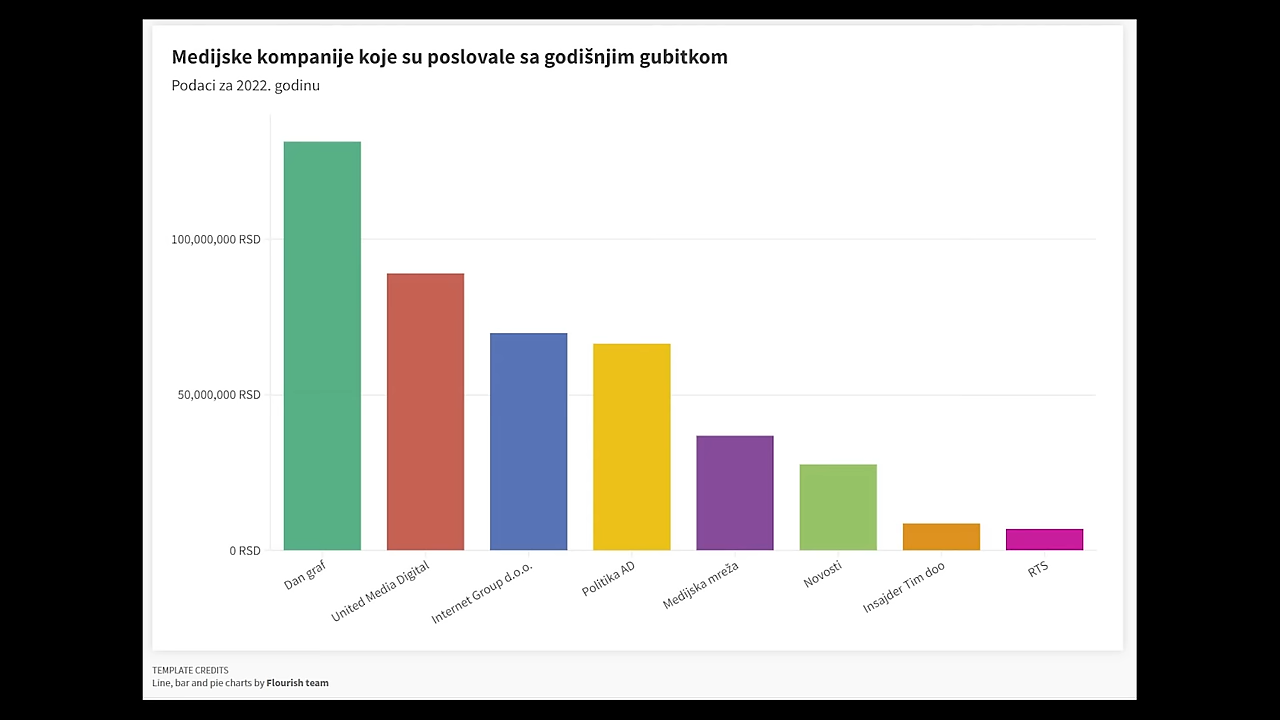 Medijske kompanije koje su poslovale sa godišnjim gubitkom
Podaci za 2022. godinu
100,000,000 RSD
50,000,000 RSD
0 RSD
Dan graf
United Media Digital
Internet Group d.o.o.
Politika AD
Medijska mreža
Novosti
Insajder Tim doo
RTS
TEMPLATE CREDITS
Line, bar and pie charts by Flourish team